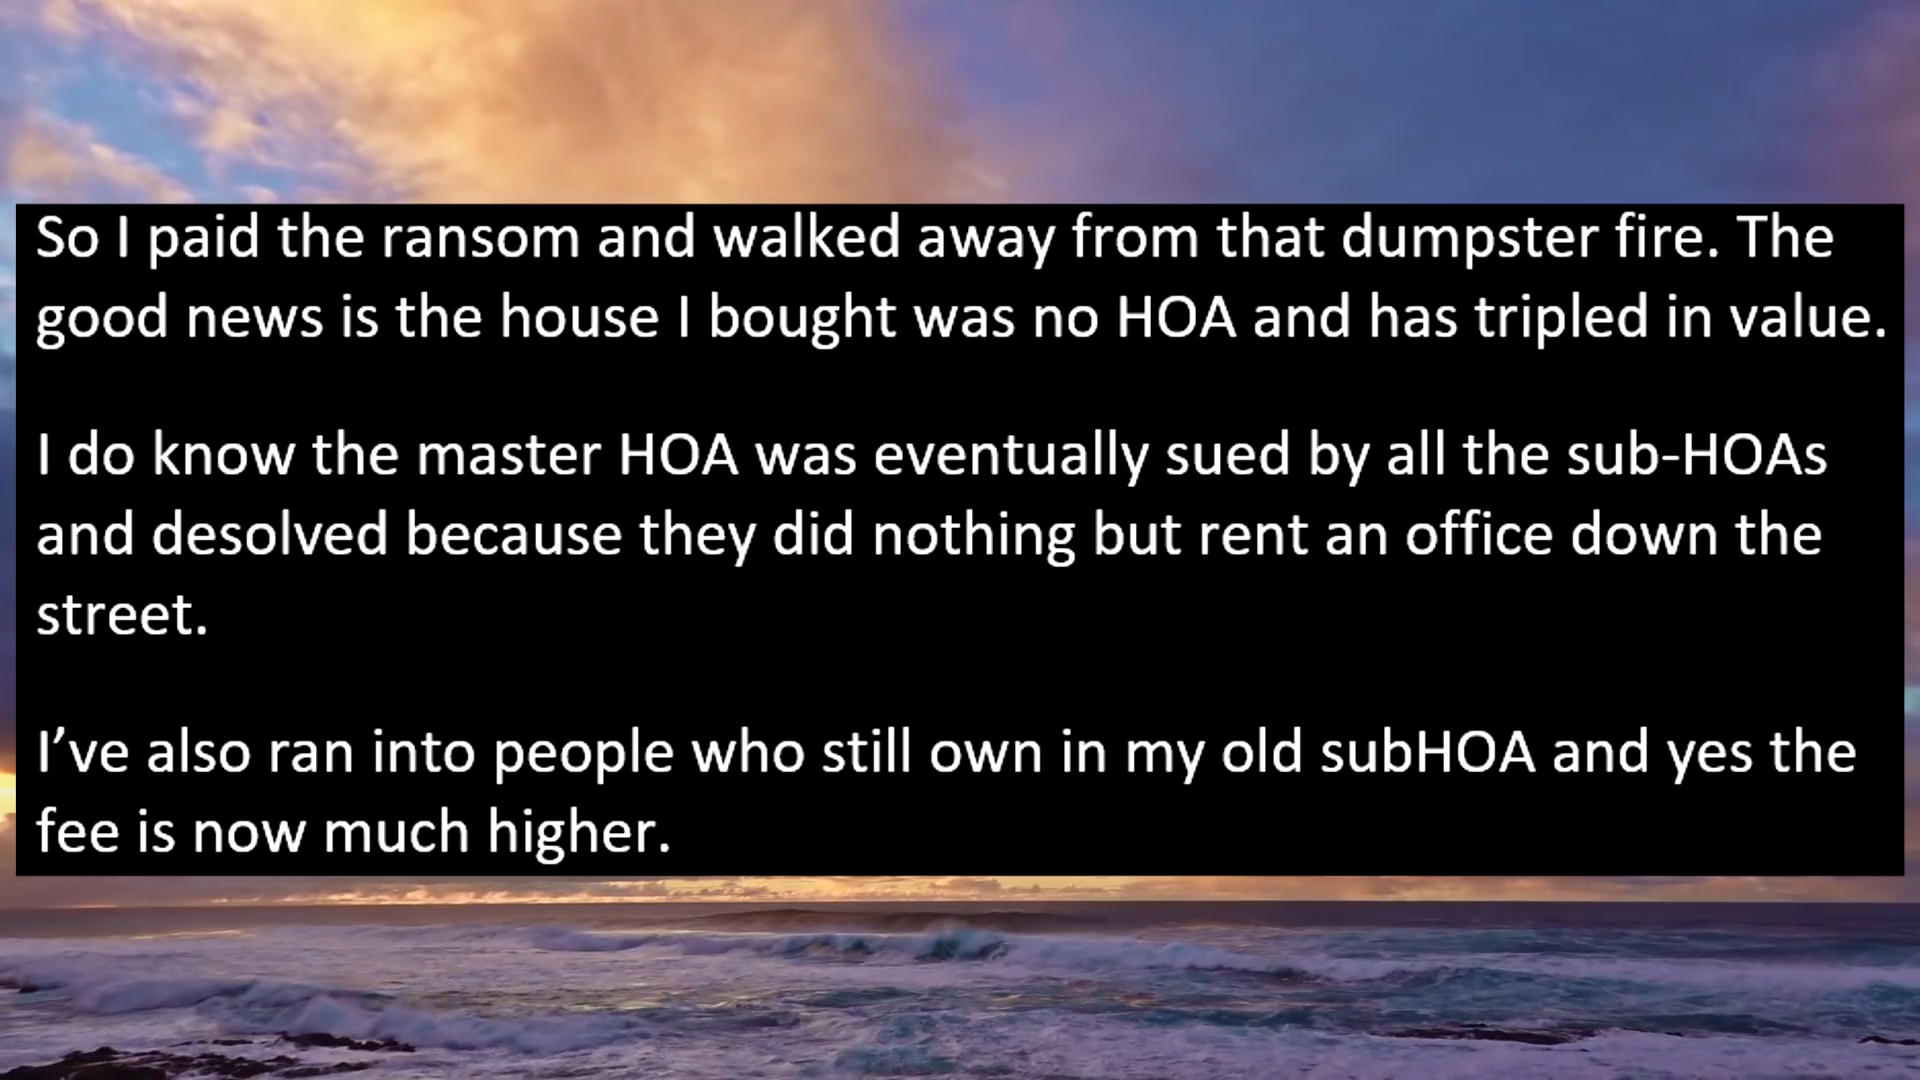 So I paid the ransom and walked away from that dumpster fire. The
good news is the house I bought was no HOA and has tripled in value.
I do know the master HOA was eventually sued by all the sub-HOAs
and desolved because they did nothing but rent an office down the
street.
I’ve also ran into people who still own in my old subHOA and yes the
fee is now much higher.